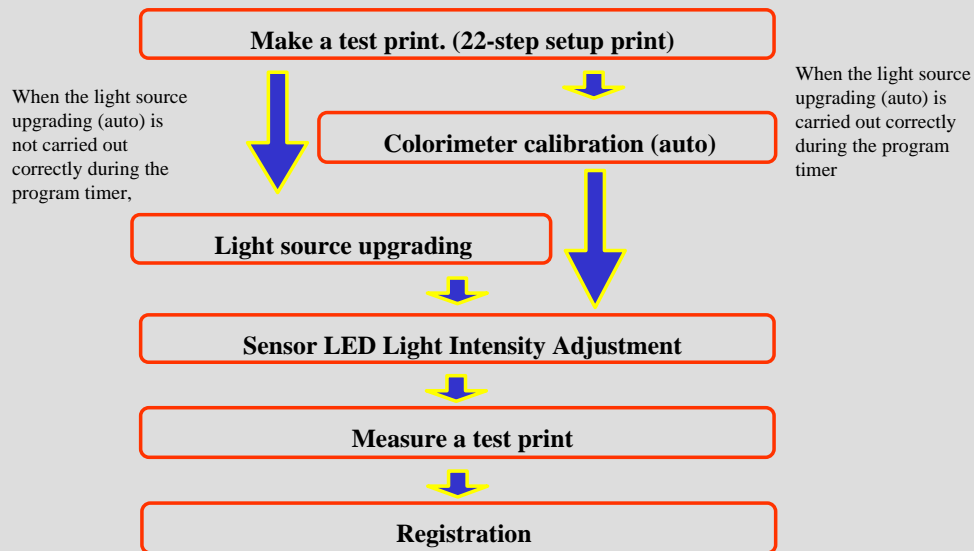 Make a test print. (22-step setup print)
When the light source
upgrading (auto) is
not carried out
correctly during the
program timer,
When the light source
upgrading (auto) is
carried out correctly
during the program
timer
Colorimeter calibration (auto)
Light source upgrading
Sensor LED Light Intensity Adjustment
Measure a test print
Registration